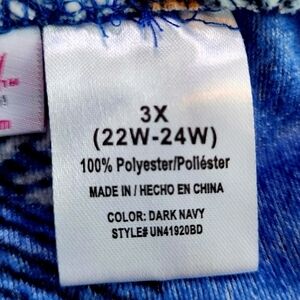 3X
(22W-24W)
100% Polyester/Poliéster
MADE IN / HECHO EN CHINA
COLOR: DARK NAVY
STYLE# UN41920BD